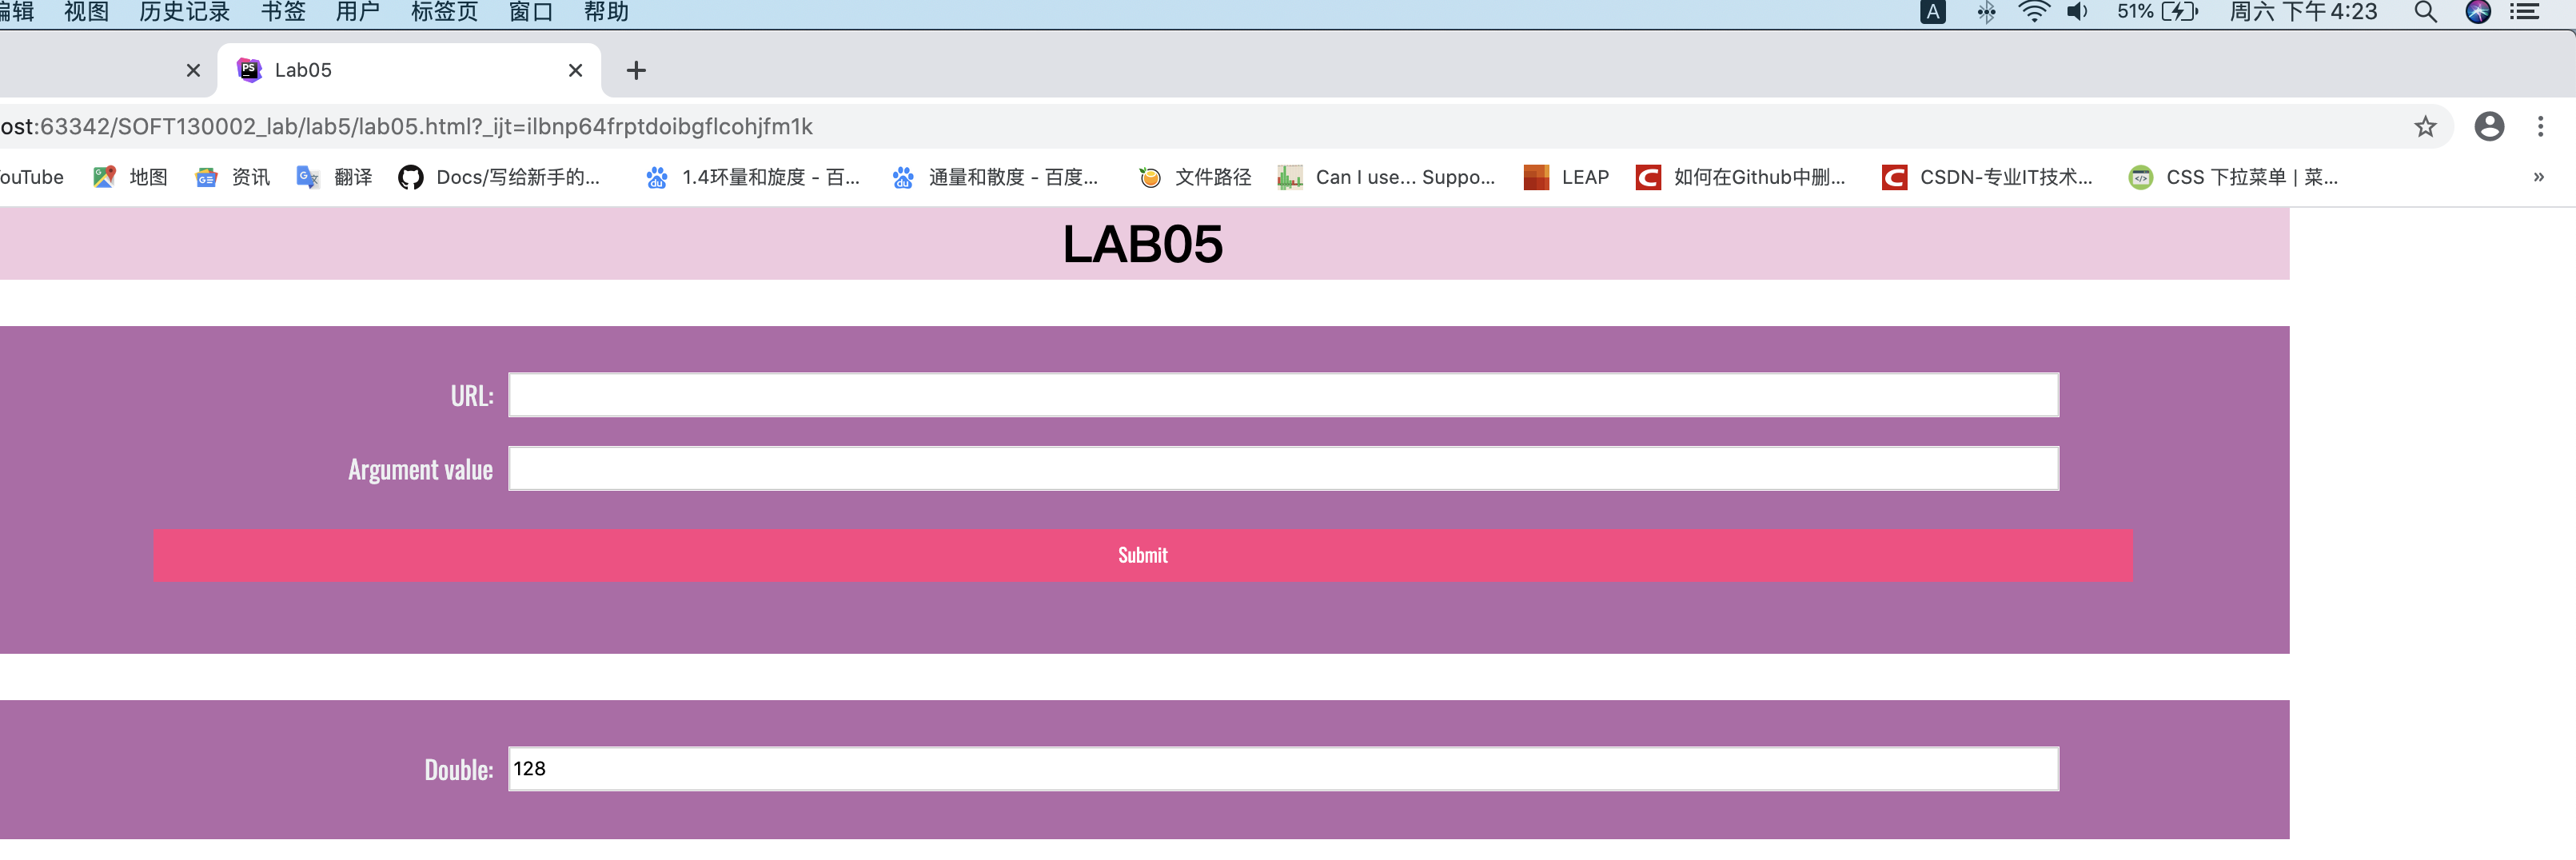 编辑 视图 历史记录 书签 用户 标签页 窗口 帮助 A 51% 周六 下午4:23
PS Lab05
ost:63342/SOFT130002_lab/lab5/lab05.html?_ijt=ilbnp64frptdoibgflcohjfm1k
ouTube 地图 资讯 翻译 Docs/写给新手的... 1.4环量和旋度 - 百... 通量和散度 - 百度... 文件路径 Can I use... Suppo... LEAP 如何在Github中删... CSDN-专业IT技术... CSS 下拉菜单 | 菜... »
LAB05
URL:
Argument value
Submit
Double: 128